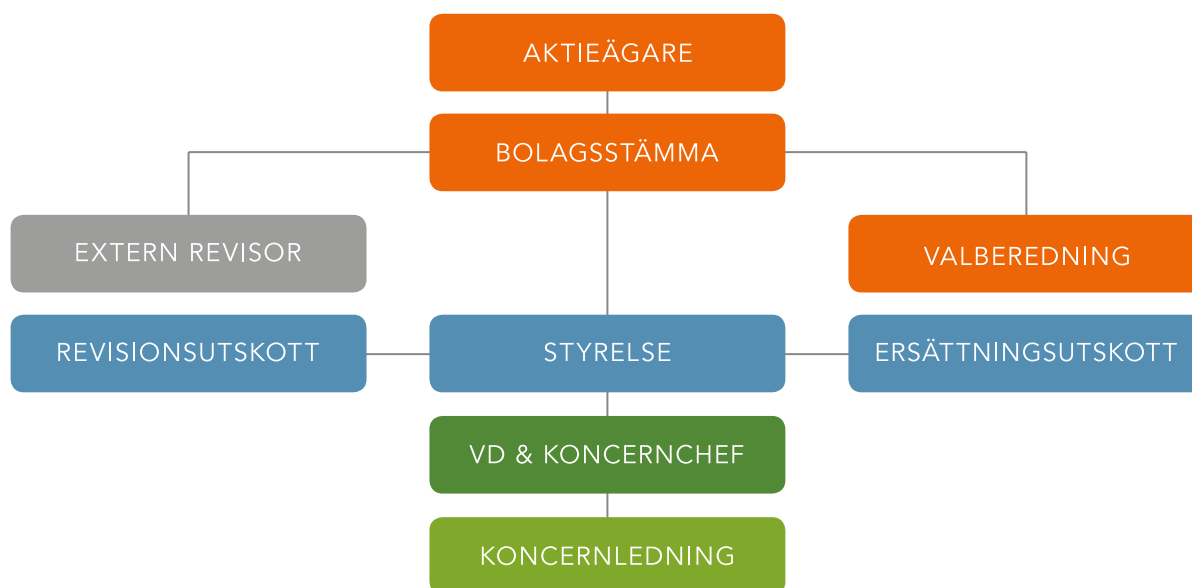 AKTIEÄGARE
BOLAGSSTÄMMA
EXTERN REVISOR
VALBEREDNING
REVISIONSUTSKOTT
STYRELSE
ERSÄTTNINGSUTSKOTT
VD & KONCERNCHEF
KONCERNLEDNING